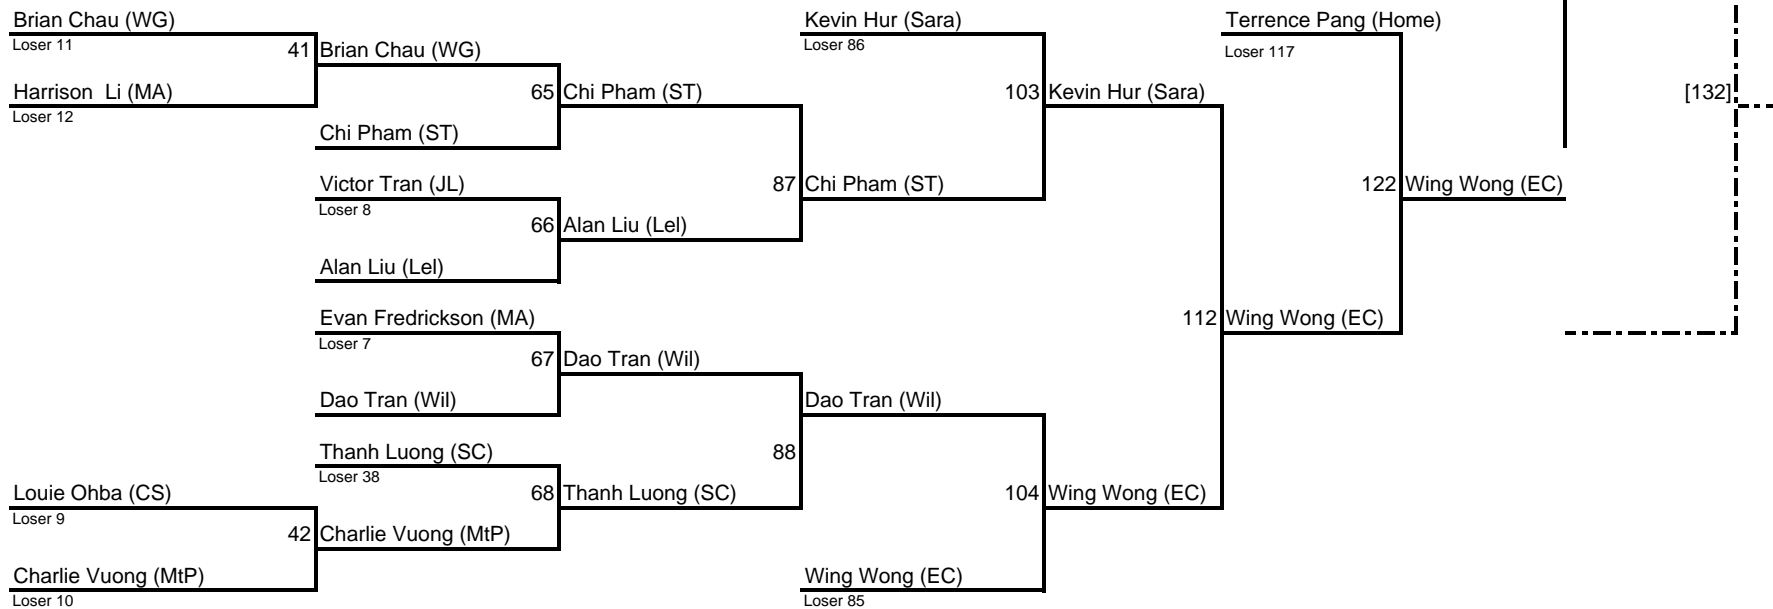 Brian Chau (WG)
Loser 11
Kevin Hur (Sara)
Loser 86
Terrence Pang (Home)
Loser 117
41 Brian Chau (WG)
Harrison  Li (MA)
Loser 12
65 Chi Pham (ST)
103 Kevin Hur (Sara)
[132]
Chi Pham (ST)
Victor Tran (JL)
Loser 8
87 Chi Pham (ST)
122 Wing Wong (EC)
66 Alan Liu (Lel)
Alan Liu (Lel)
Evan Fredrickson (MA)
Loser 7
112 Wing Wong (EC)
67 Dao Tran (Wil)
Dao Tran (Wil)
Dao Tran (Wil)
Thanh Luong (SC)
Loser 38
88
Louie Ohba (CS)
Loser 9
68 Thanh Luong (SC)
104 Wing Wong (EC)
42 Charlie Vuong (MtP)
Charlie Vuong (MtP)
Loser 10
Wing Wong (EC)
Loser 85